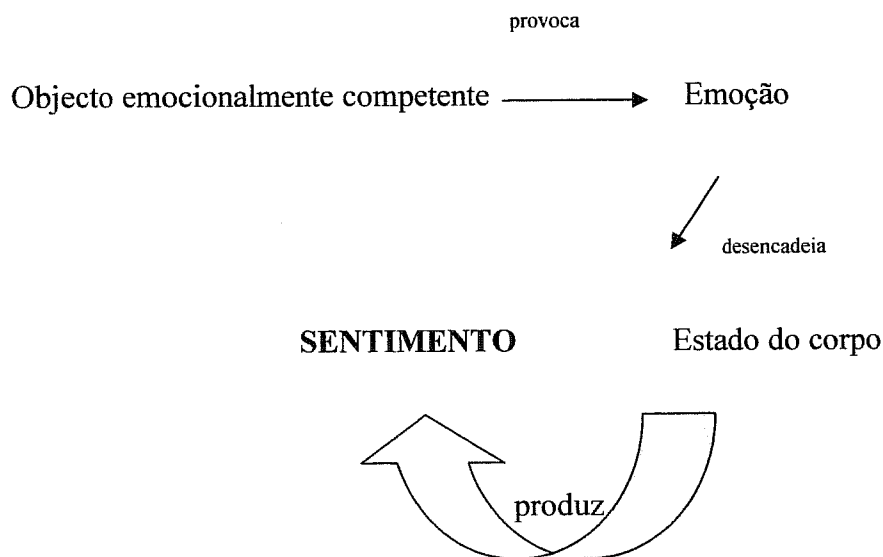 provoca
Objecto emocionalmente competente Emoção
desencadeia
SENTIMENTO Estado do corpo
produz